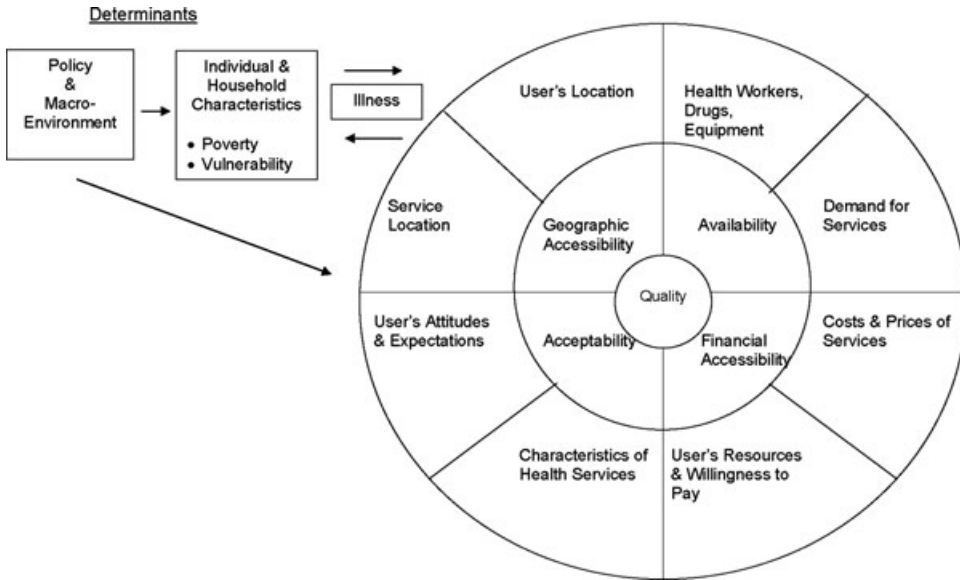 Determinants
Policy
&
Macro-
Environment
Individual &
Household
Characteristics
• Poverty
• Vulnerability
Illness
User's Location
Health Workers,
Drugs,
Equipment
Service
Location
Geographic
Accessibility
Availability
Demand for
Services
Quality
User's Attitudes
& Expectations
Acceptability
Financial
Accessibility
Costs & Prices of
Services
Characteristics of
Health Services
User's Resources
& Willingness to
Pay